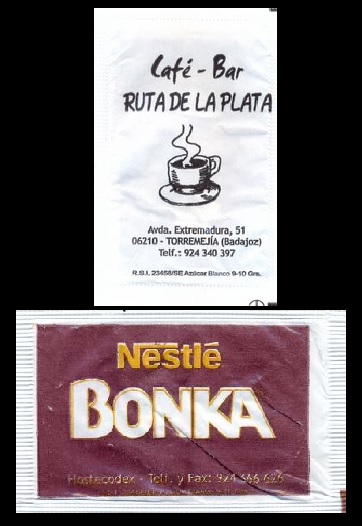 Café - Bar
RUTA DE LA PLATA
Avda. Extremadura, 51
06210 - TORREMEJÍA (Badajoz)
Telf.: 924 340 397
R.S.I. 23458/SE Azúcar Blanco 9-10 Grs.
Nestlé
BONKA
Hostecodex - Telf. y Fax: 924 666 626